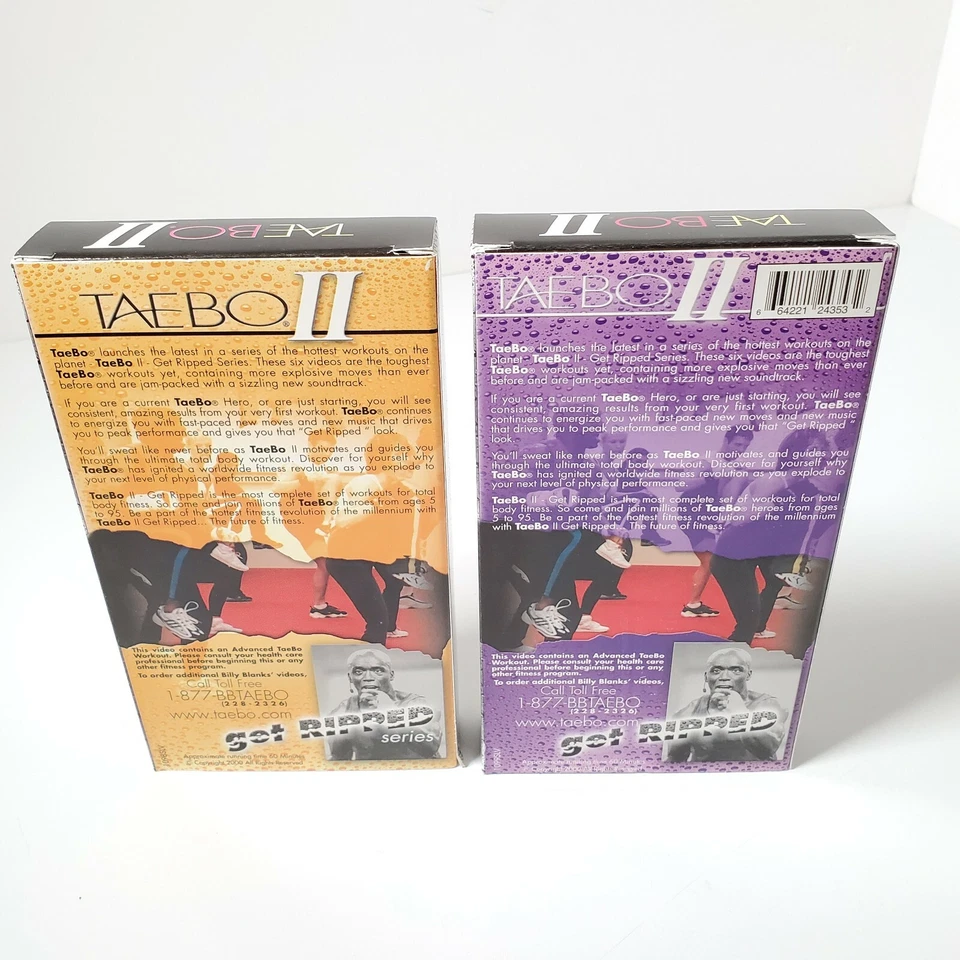 TAEBO® II
TAEBO® II
TAEBO® II
TaeBo® launches the latest in a series of the hottest workouts on the
planet - TaeBo II - Get Ripped Series. These six videos are the toughest
TaeBo® workouts yet, containing more explosive moves than ever
before and are jam-packed with a sizzling new soundtrack.
If you are a current TaeBo® Hero, or are just starting, you will see
consistent, amazing results from your very first workout. TaeBo® continues
to energize you with fast-paced new moves and new music that drives
you to peak performance and gives you that "Get Ripped" look.
You'll sweat like never before as TaeBo II motivates and guides you
through the ultimate total body workout. Discover for yourself why
TaeBo® has ignited a worldwide fitness revolution as you explode to
your next level of physical performance.
TaeBo II - Get Ripped is the most complete set of workouts for total
body fitness. So come and join millions of TaeBo® heroes from ages 5
to 95. Be a part of the hottest fitness revolution of the millennium with
TaeBo II Get Ripped... The future of fitness.
This video contains an Advanced TaeBo
Workout. Please consult your health care
professional before beginning this or any
other fitness program.
To order additional Billy Blanks' videos,
Call Toll Free
1-877-BBTAEBO
(228-2326)
www.taebo.com
got RIPPED
series
Approximate running time 60 Minutes
© Copyright 2000 All Rights Reserved
TAEBO II
6 64221 24353 2
TaeBo® launches the latest in a series of the hottest workouts on the
planet - TaeBo II - Get Ripped Series. These six videos are the toughest
TaeBo® workouts yet, containing more explosive moves than ever
before and are jam-packed with a sizzling new soundtrack.
If you are a current TaeBo® Hero, or are just starting, you will see
consistent, amazing results from your very first workout. TaeBo®
continues to energize you with fast-paced new moves and new music
that drives you to peak performance and gives you that "Get Ripped "
look.
You'll sweat like never before as TaeBo II motivates and guides you
through the ultimate total body workout. Discover for yourself why
TaeBo® has ignited a worldwide fitness revolution as you explode to
your next level of physical performance.
TaeBo II - Get Ripped is the most complete set of workouts for total
body fitness. So come and join millions of TaeBo® heroes from ages
5 to 95. Be a part of the hottest fitness revolution of the millennium
with TaeBo II Get Ripped... The future of fitness.
This video contains an Advanced TaeBo
Workout. Please consult your health care
professional before beginning this or any
other fitness program.
To order additional Billy Blanks' videos,
Call Toll Free
1-877-BBTAEBO
(228-2326)
www.taebo.com
got RIPPED
Approximate running time
© Copyright 2000 All Rights